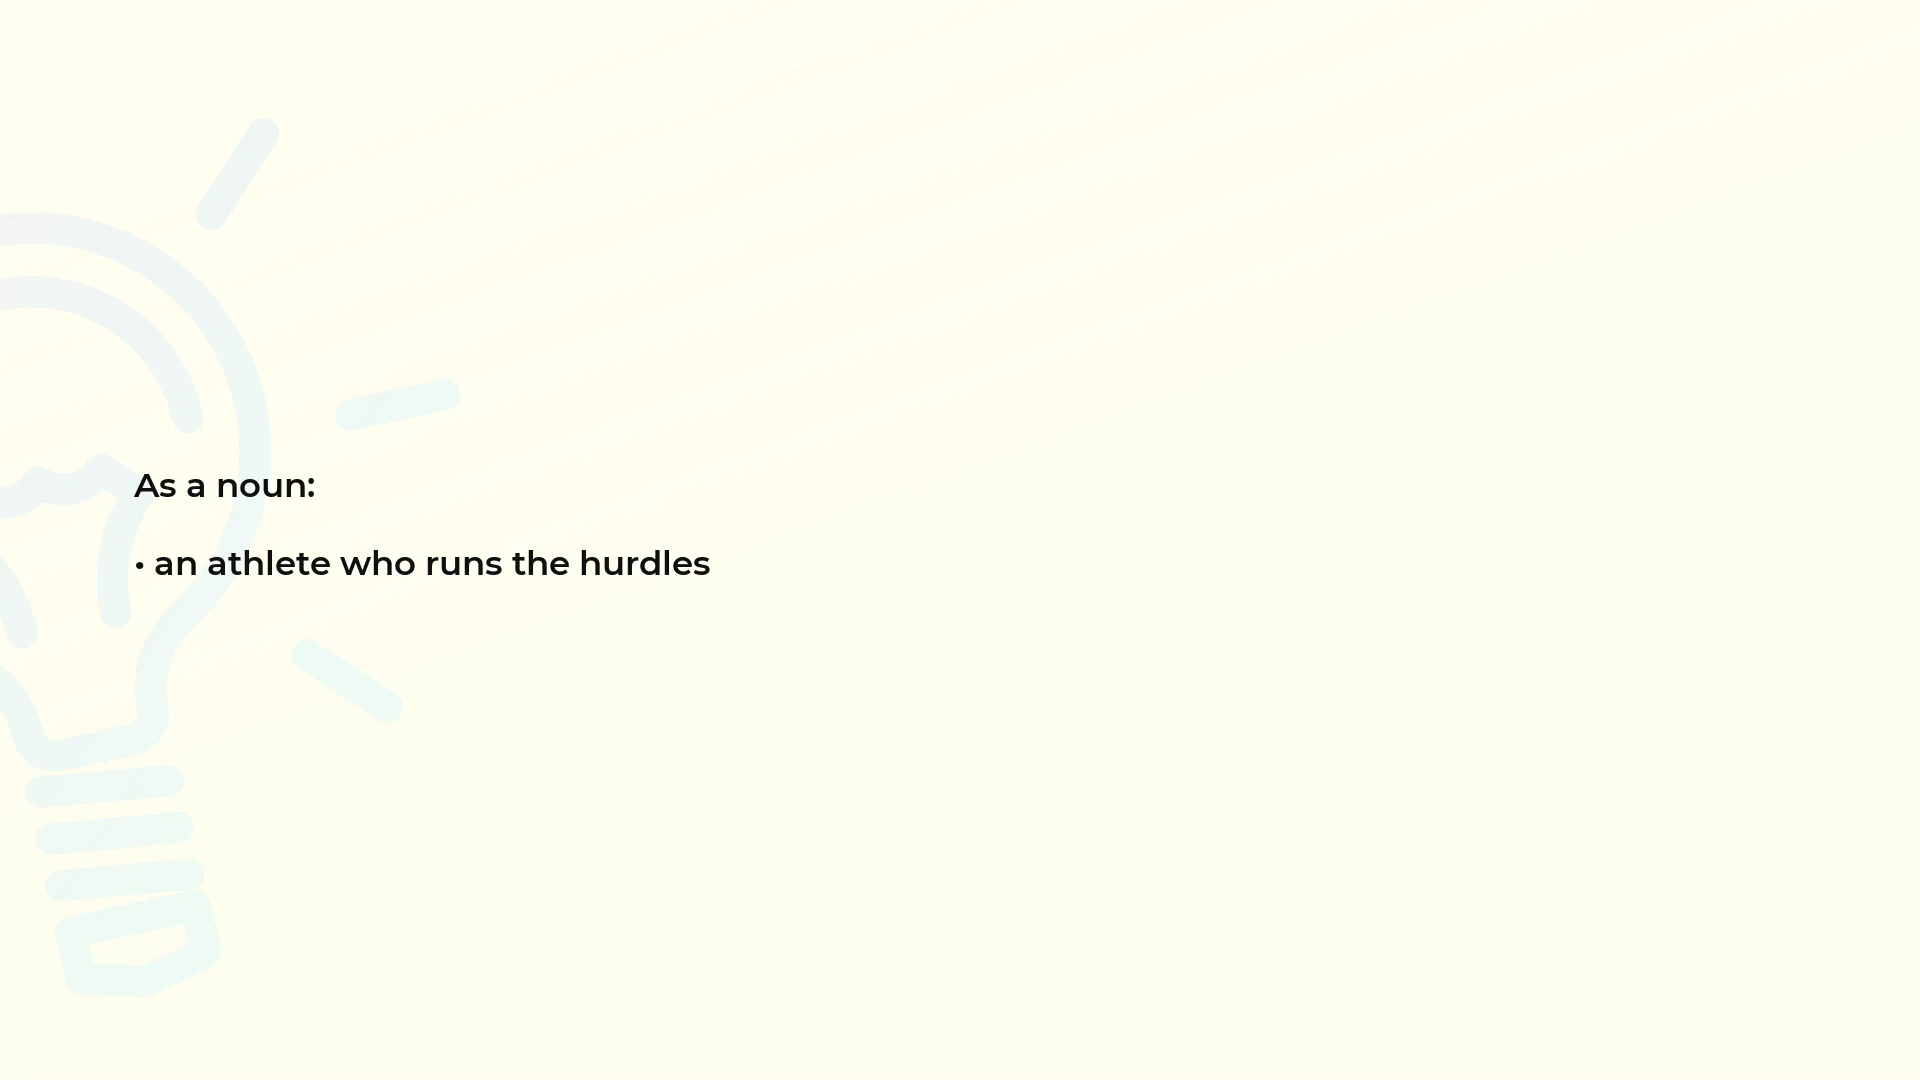 As a noun:
• an athlete who runs the hurdles